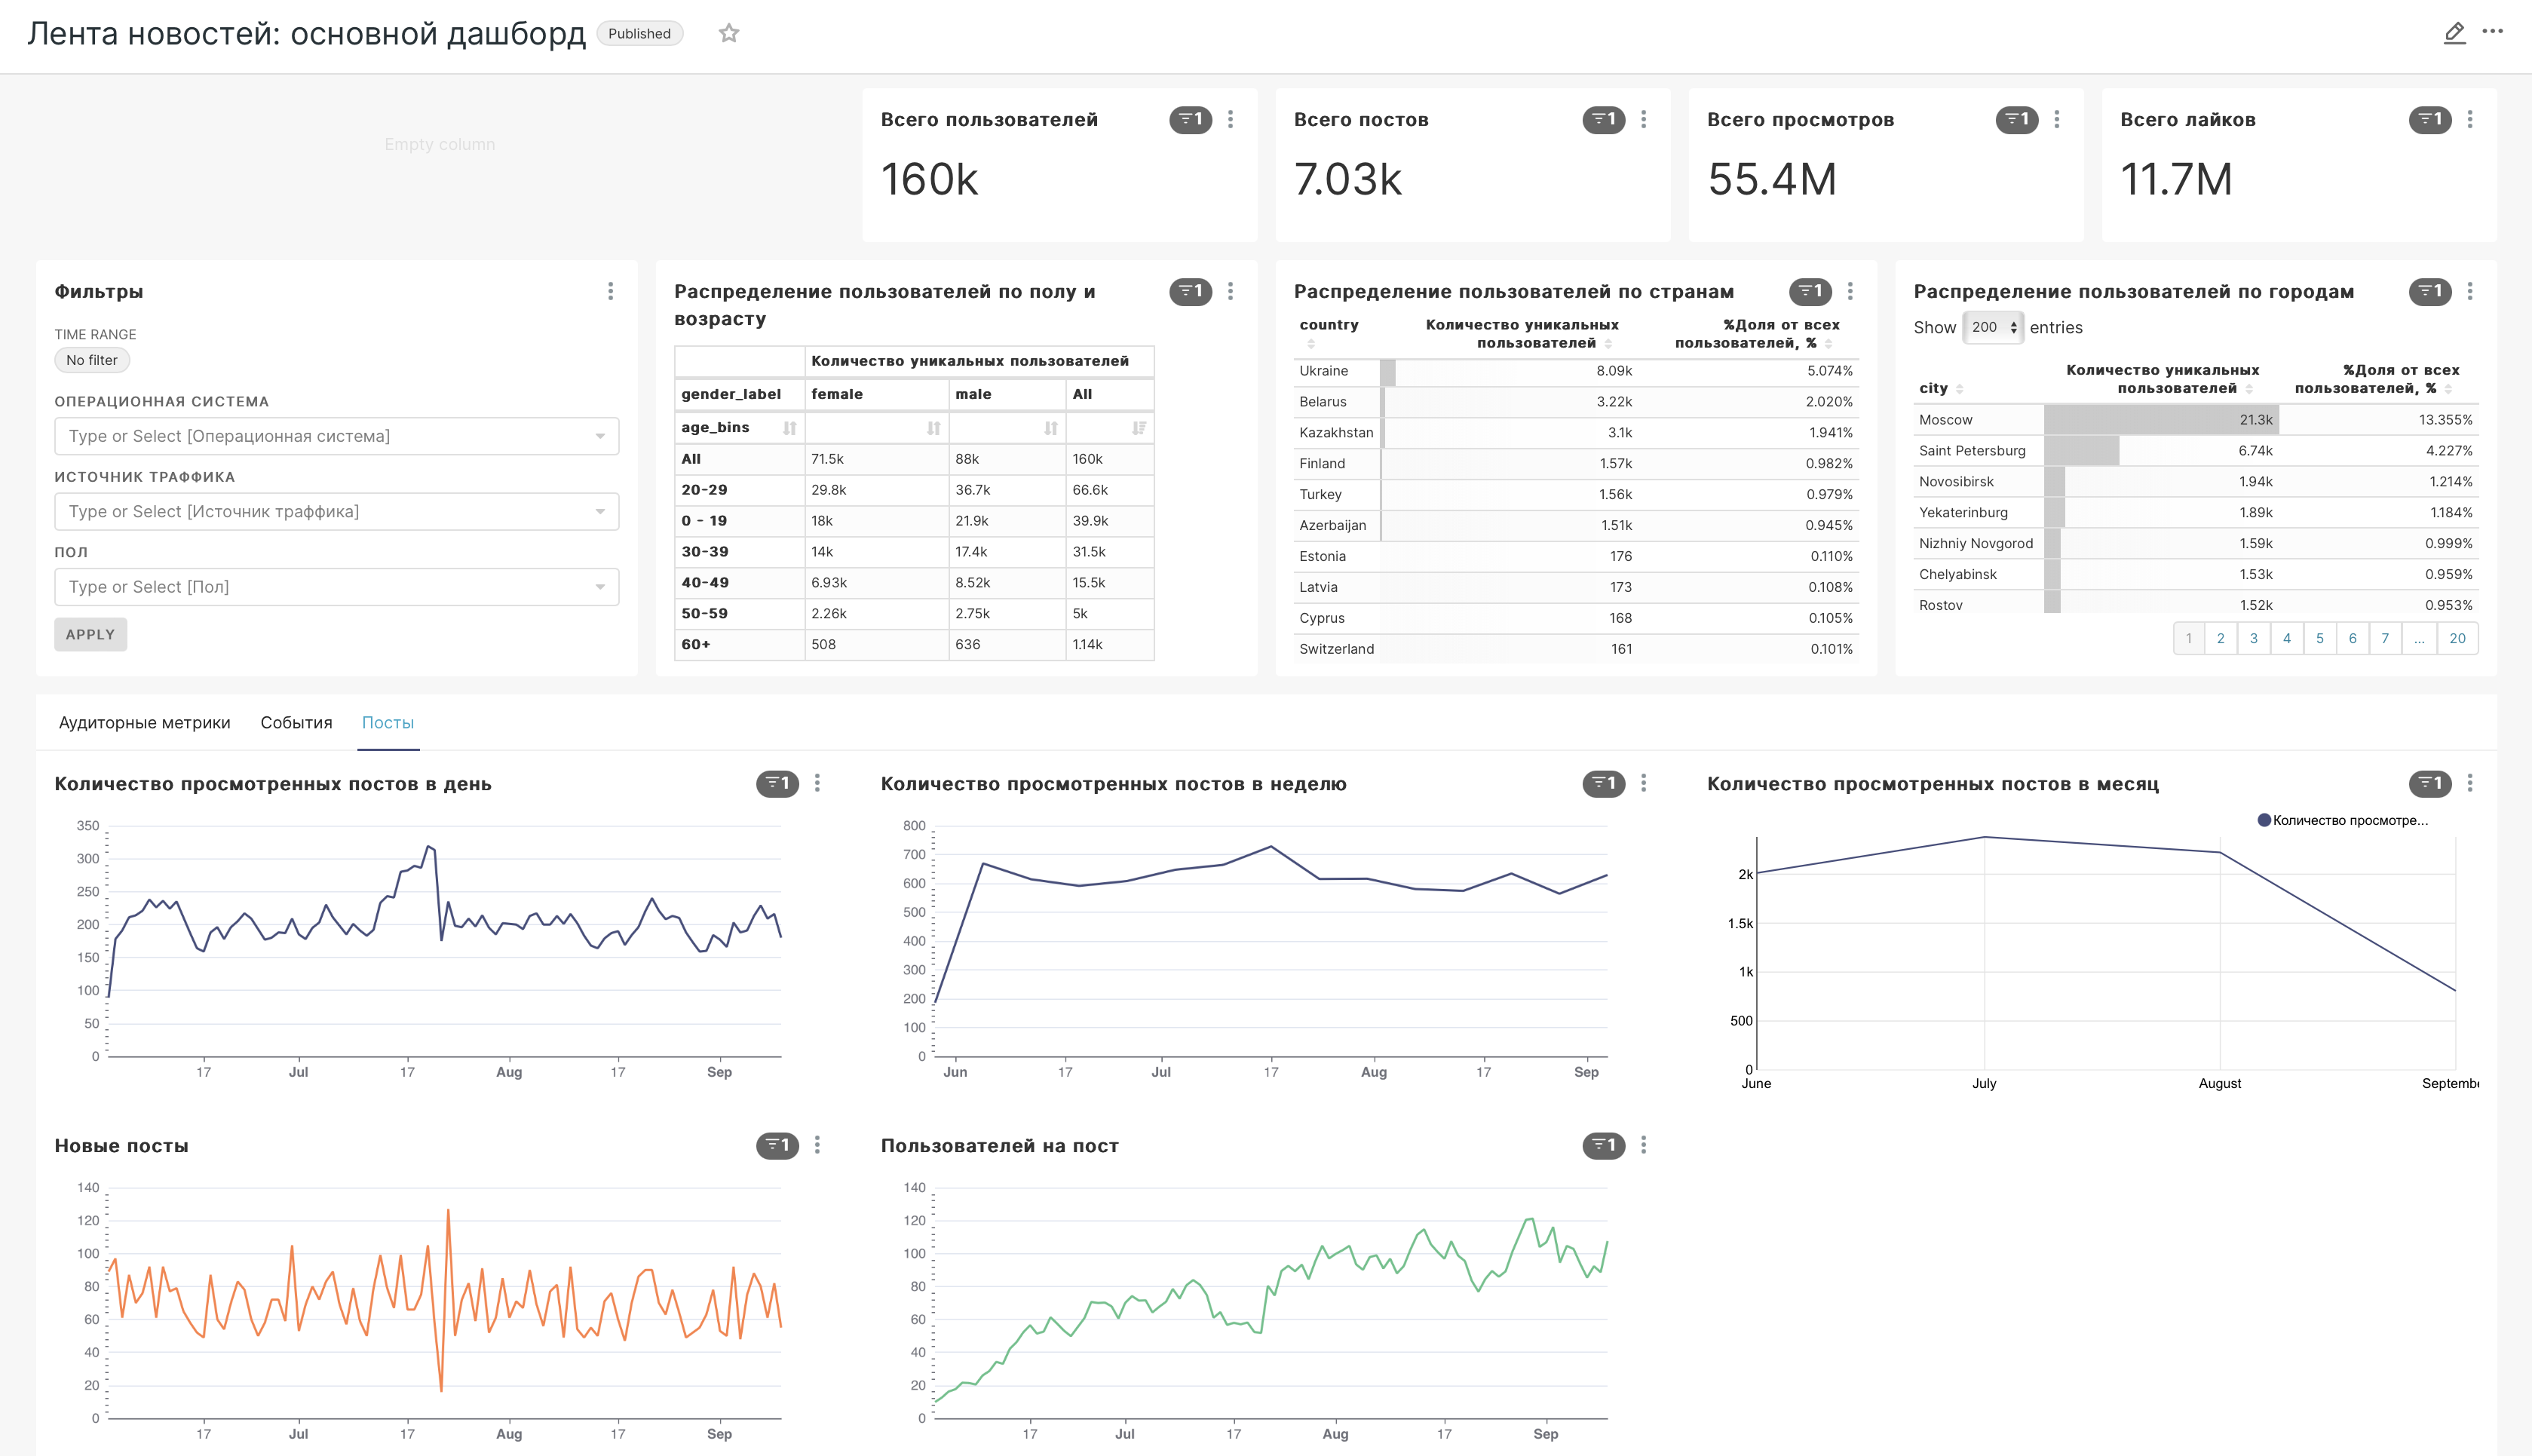 Лента новостей: основной дашборд
Published
Empty column
Всего пользователей
1
160k
Всего постов
1
7.03k
Всего просмотров
1
55.4M
Всего лайков
1
11.7M
Фильтры
TIME RANGE
No filter
ОПЕРАЦИОННАЯ СИСТЕМА
Type or Select [Операционная система]
ИСТОЧНИК ТРАФФИКА
Type or Select [Источник траффика]
ПОЛ
Type or Select [Пол]
APPLY
Распределение пользователей по полу и
возрасту
1
Количество уникальных пользователей
gender_label female male All
age_bins
All 71.5k 88k 160k
20-29 29.8k 36.7k 66.6k
0 - 19 18k 21.9k 39.9k
30-39 14k 17.4k 31.5k
40-49 6.93k 8.52k 15.5k
50-59 2.26k 2.75k 5k
60+ 508 636 1.14k
Распределение пользователей по странам
1
country Количество уникальных %Доля от всех
пользователей пользователей, %
Ukraine 8.09k 5.074%
Belarus 3.22k 2.020%
Kazakhstan 3.1k 1.941%
Finland 1.57k 0.982%
Turkey 1.56k 0.979%
Azerbaijan 1.51k 0.945%
Estonia 176 0.110%
Latvia 173 0.108%
Cyprus 168 0.105%
Switzerland 161 0.101%
Распределение пользователей по городам
1
Show 200 entries
Количество уникальных %Доля от всех
city пользователей пользователей, %
Moscow 21.3k 13.355%
Saint Petersburg 6.74k 4.227%
Novosibirsk 1.94k 1.214%
Yekaterinburg 1.89k 1.184%
Nizhniy Novgorod 1.59k 0.999%
Chelyabinsk 1.53k 0.959%
Rostov 1.52k 0.953%
1 2 3 4 5 6 7 ... 20
Аудиторные метрики События Посты
Количество просмотренных постов в день
1
350
300
250
200
150
100
50
0
17 Jul 17 Aug 17 Sep
Количество просмотренных постов в неделю
1
800
700
600
500
400
300
200
100
0
Jun 17 Jul 17 Aug 17 Sep
Количество просмотренных постов в месяц
1
Количество просмотре...
2k
1.5k
1k
500
0
June July August Septembe
Новые посты
1
140
120
100
80
60
40
20
0
17 Jul 17 Aug 17 Sep
Пользователей на пост
1
140
120
100
80
60
40
20
0
17 Jul 17 Aug 17 Sep